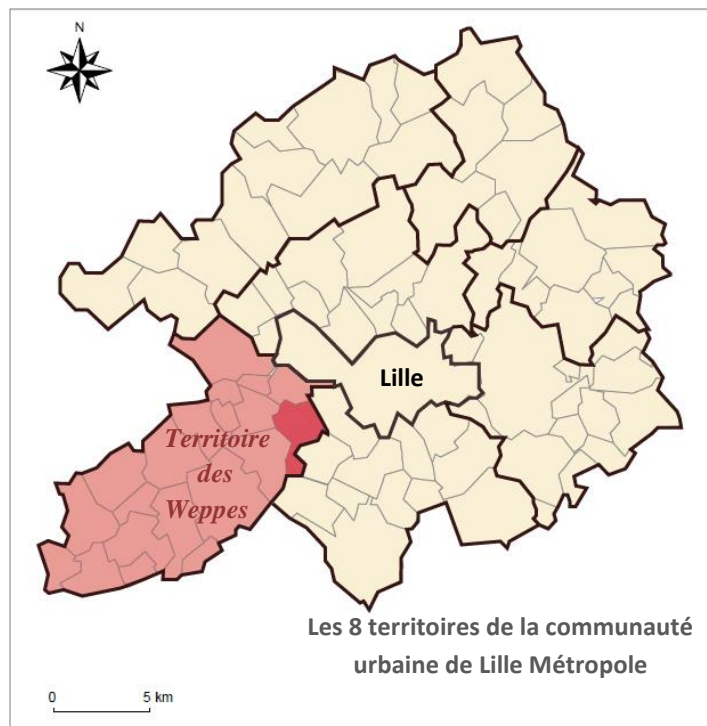 N
Lille
Territoire
des
Weppes
Les 8 territoires de la communauté
urbaine de Lille Métropole
0 5 km